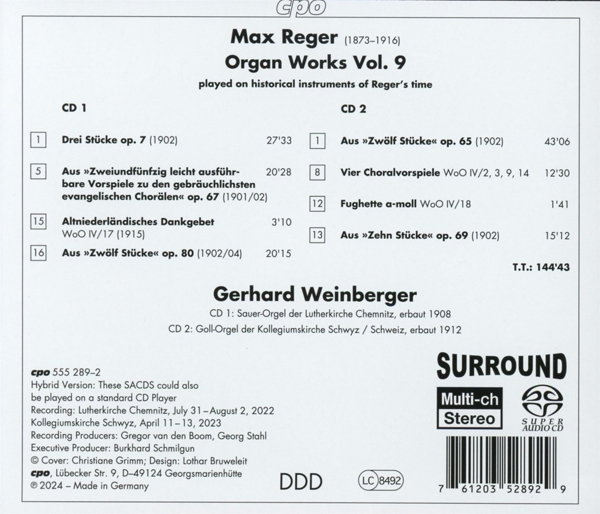 cpo
Max Reger (1873–1916)
Organ Works Vol. 9
played on historical instruments of Reger's time
CD 1
1 Drei Stücke op. 7 (1902) 27'33
5 Aus »Zweiundfünfzig leicht ausführ- 20'28
bare Vorspiele zu den gebräuchlichsten
evangelischen Chorälen« op. 67 (1901/02)
15 Altniederländisches Dankgebet 3'10
WoO IV/17 (1915)
16 Aus »Zwölf Stücke« op. 80 (1902/04) 20'15
CD 2
1 Aus »Zwölf Stücke« op. 65 (1902) 43'06
8 Vier Choralvorspiele WoO IV/2, 3, 9, 14 12'30
12 Fughette a-moll WoO IV/18 1'41
13 Aus »Zehn Stücke« op. 69 (1902) 15'12
T.T.: 144'43
Gerhard Weinberger
CD 1: Sauer-Orgel der Lutherkirche Chemnitz, erbaut 1908
CD 2: Goll-Orgel der Kollegiumskirche Schwyz / Schweiz, erbaut 1912
cpo 555 289–2
Hybrid Version: These SACDS could also
be played on a standard CD Player
Recording: Lutherkirche Chemnitz, July 31 – August 2, 2022
Kollegiumskirche Schwyz, April 11 – 13, 2023
Recording Producers: Gregor van den Boom, Georg Stahl
Executive Producer: Burkhard Schmilgun
© Cover: Christiane Grimm; Design: Lothar Bruweleit
cpo, Lübecker Str. 9, D–49124 Georgsmarienhütte
℗ 2024 – Made in Germany
DDD
LC 8492
SURROUND
Multi-ch
Stereo
SUPER
AUDIO CD
7 61203 52892 9